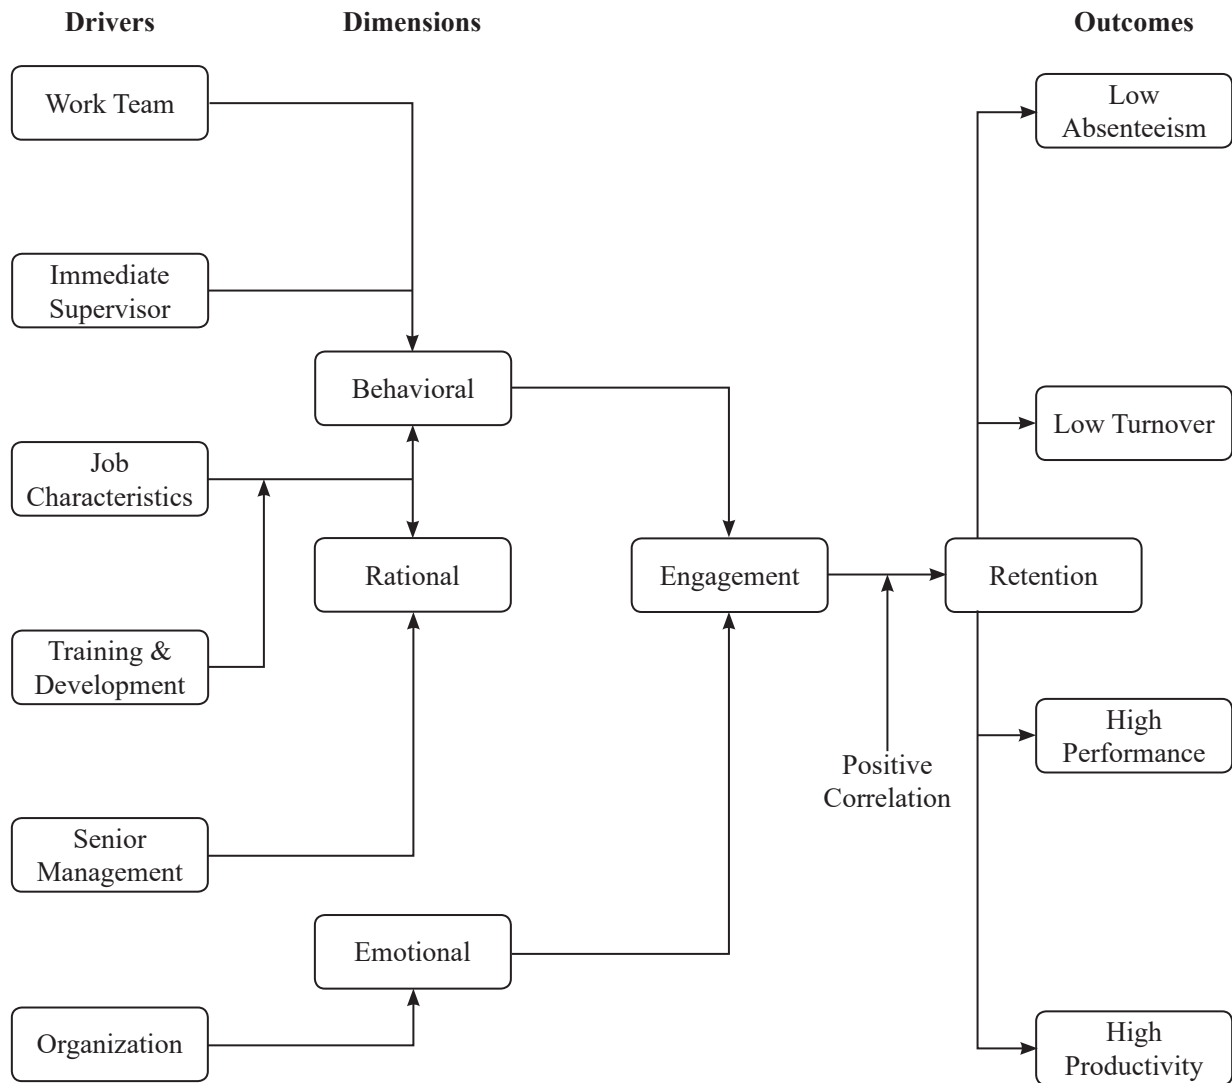 Drivers
Dimensions
Outcomes
Work Team
Immediate
Supervisor
Job
Characteristics
Training &
Development
Senior
Management
Organization
Behavioral
Rational
Emotional
Engagement
Positive
Correlation
Retention
Low
Absenteeism
Low Turnover
High
Performance
High
Productivity